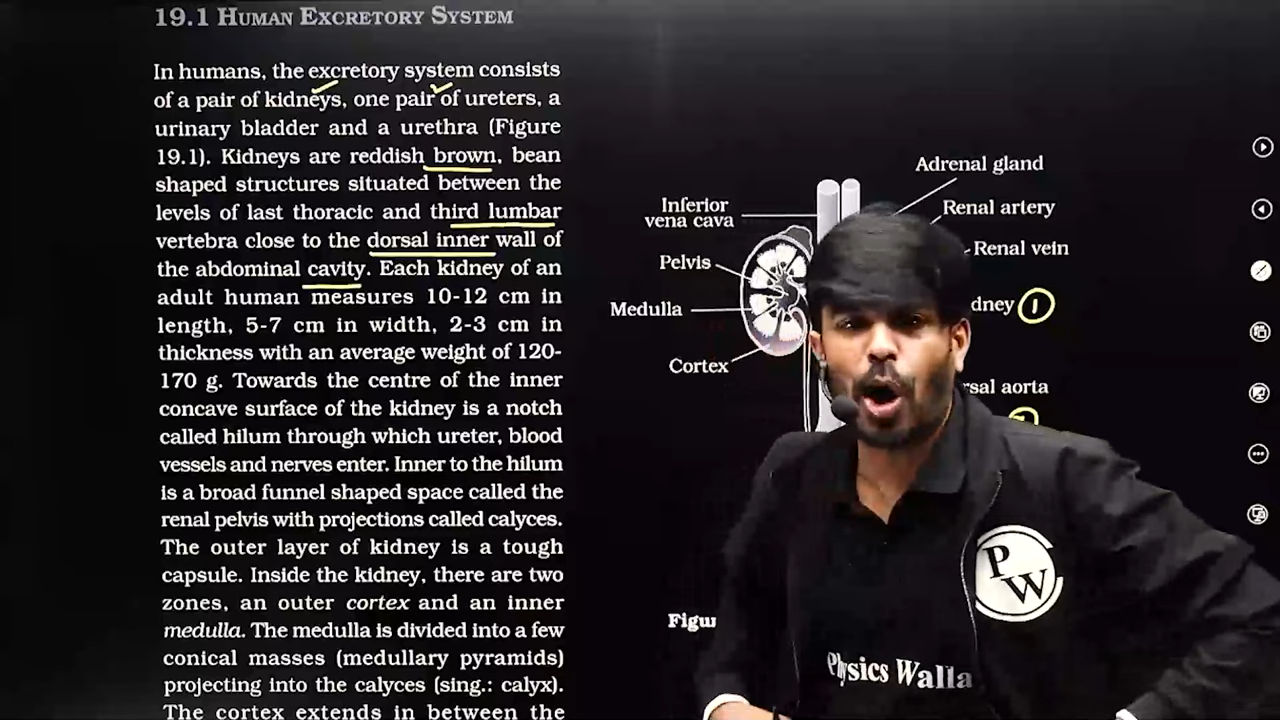 19.1 HUMAN EXCRETORY SYSTEM
In humans, the excretory system consists
of a pair of kidneys, one pair of ureters, a
urinary bladder and a urethra (Figure
19.1). Kidneys are reddish brown, bean
shaped structures situated between the
levels of last thoracic and third lumbar
vertebra close to the dorsal inner wall of
the abdominal cavity. Each kidney of an
adult human measures 10-12 cm in
length, 5-7 cm in width, 2-3 cm in
thickness with an average weight of 120-
170 g. Towards the centre of the inner
concave surface of the kidney is a notch
called hilum through which ureter, blood
vessels and nerves enter. Inner to the hilum
is a broad funnel shaped space called the
renal pelvis with projections called calyces.
The outer layer of kidney is a tough
capsule. Inside the kidney, there are two
zones, an outer cortex and an inner
medulla. The medulla is divided into a few
conical masses (medullary pyramids)
projecting into the calyces (sing.: calyx).
The cortex extends in between the
Adrenal gland
Inferior
vena cava
Renal artery
Renal vein
Pelvis
dney 1
Medulla
Cortex
rsal aorta
Figu
P
W
Physics Walla